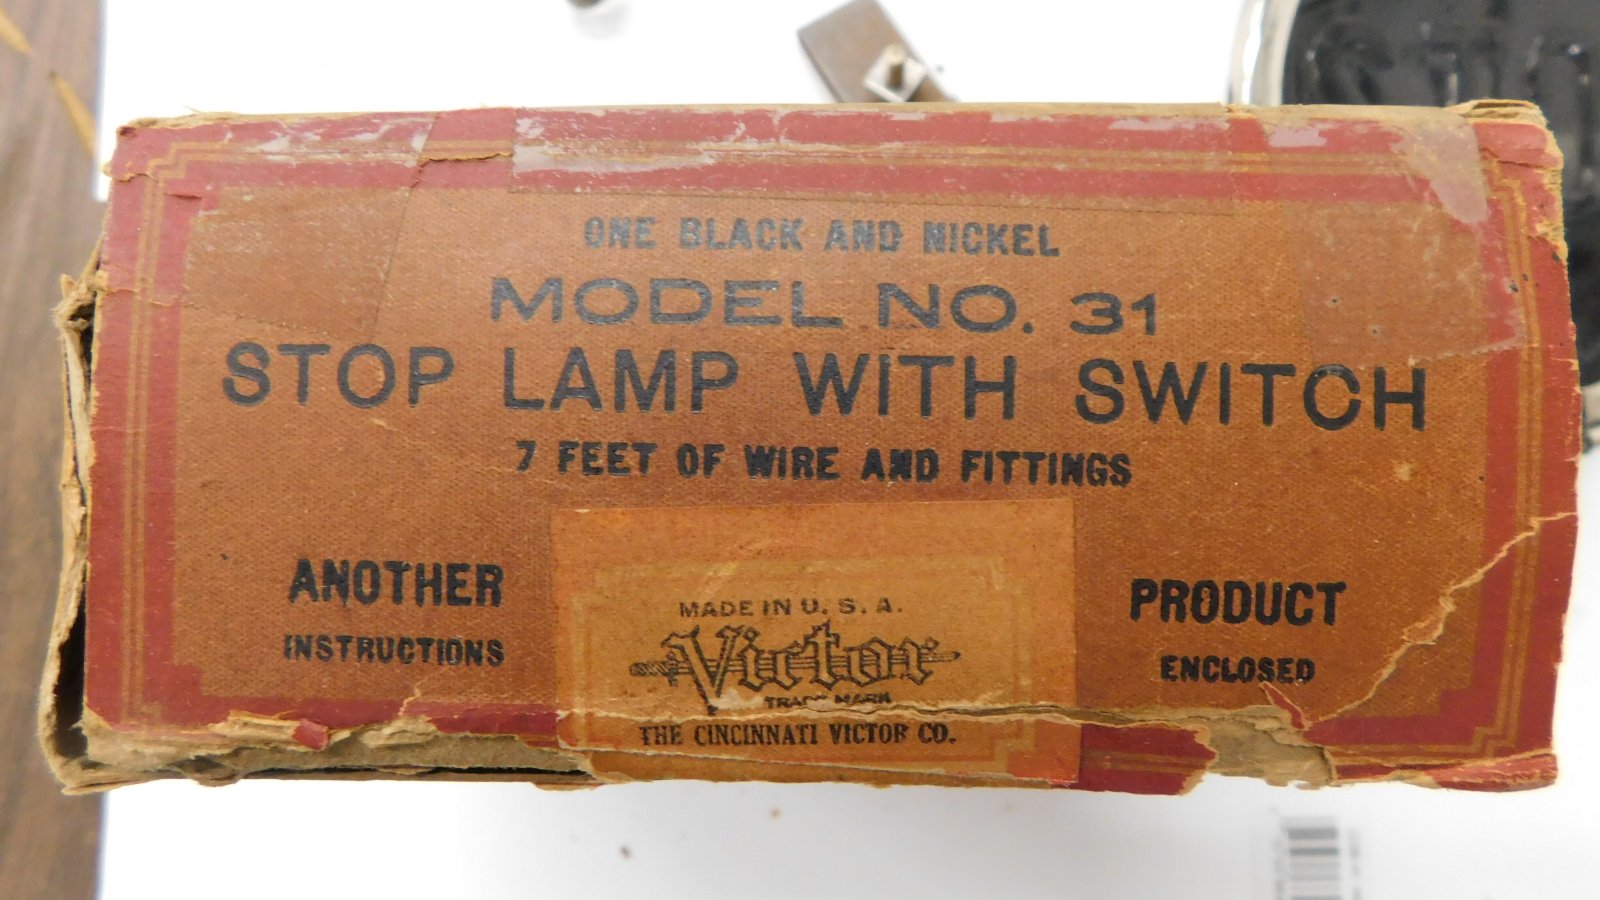 ONE BLACK AND NICKEL
MODEL NO. 31
STOP LAMP WITH SWITCH
7 FEET OF WIRE AND FITTINGS
ANOTHER
INSTRUCTIONS
MADE IN U. S. A.
Victor
TRADE MARK
THE CINCINNATI VICTOR CO.
PRODUCT
ENCLOSED